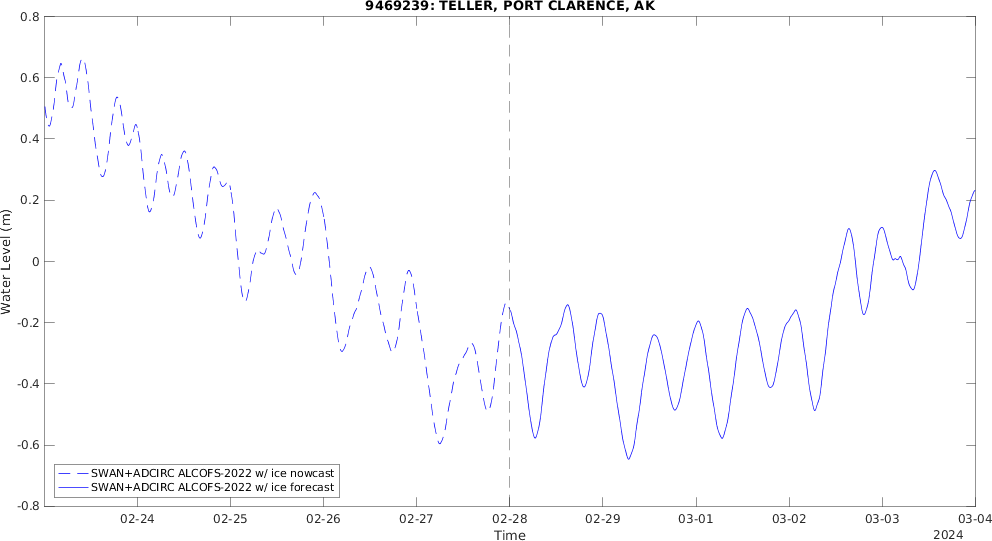 9469239: TELLER, PORT CLARENCE, AK
Water Level (m)
0.8
0.6
0.4
0.2
0
-0.2
-0.4
-0.6
-0.8
SWAN+ADCIRC ALCOFS-2022 w/ ice nowcast
SWAN+ADCIRC ALCOFS-2022 w/ ice forecast
02-24 02-25 02-26 02-27 02-28 02-29 03-01 03-02 03-03 03-04
Time
2024